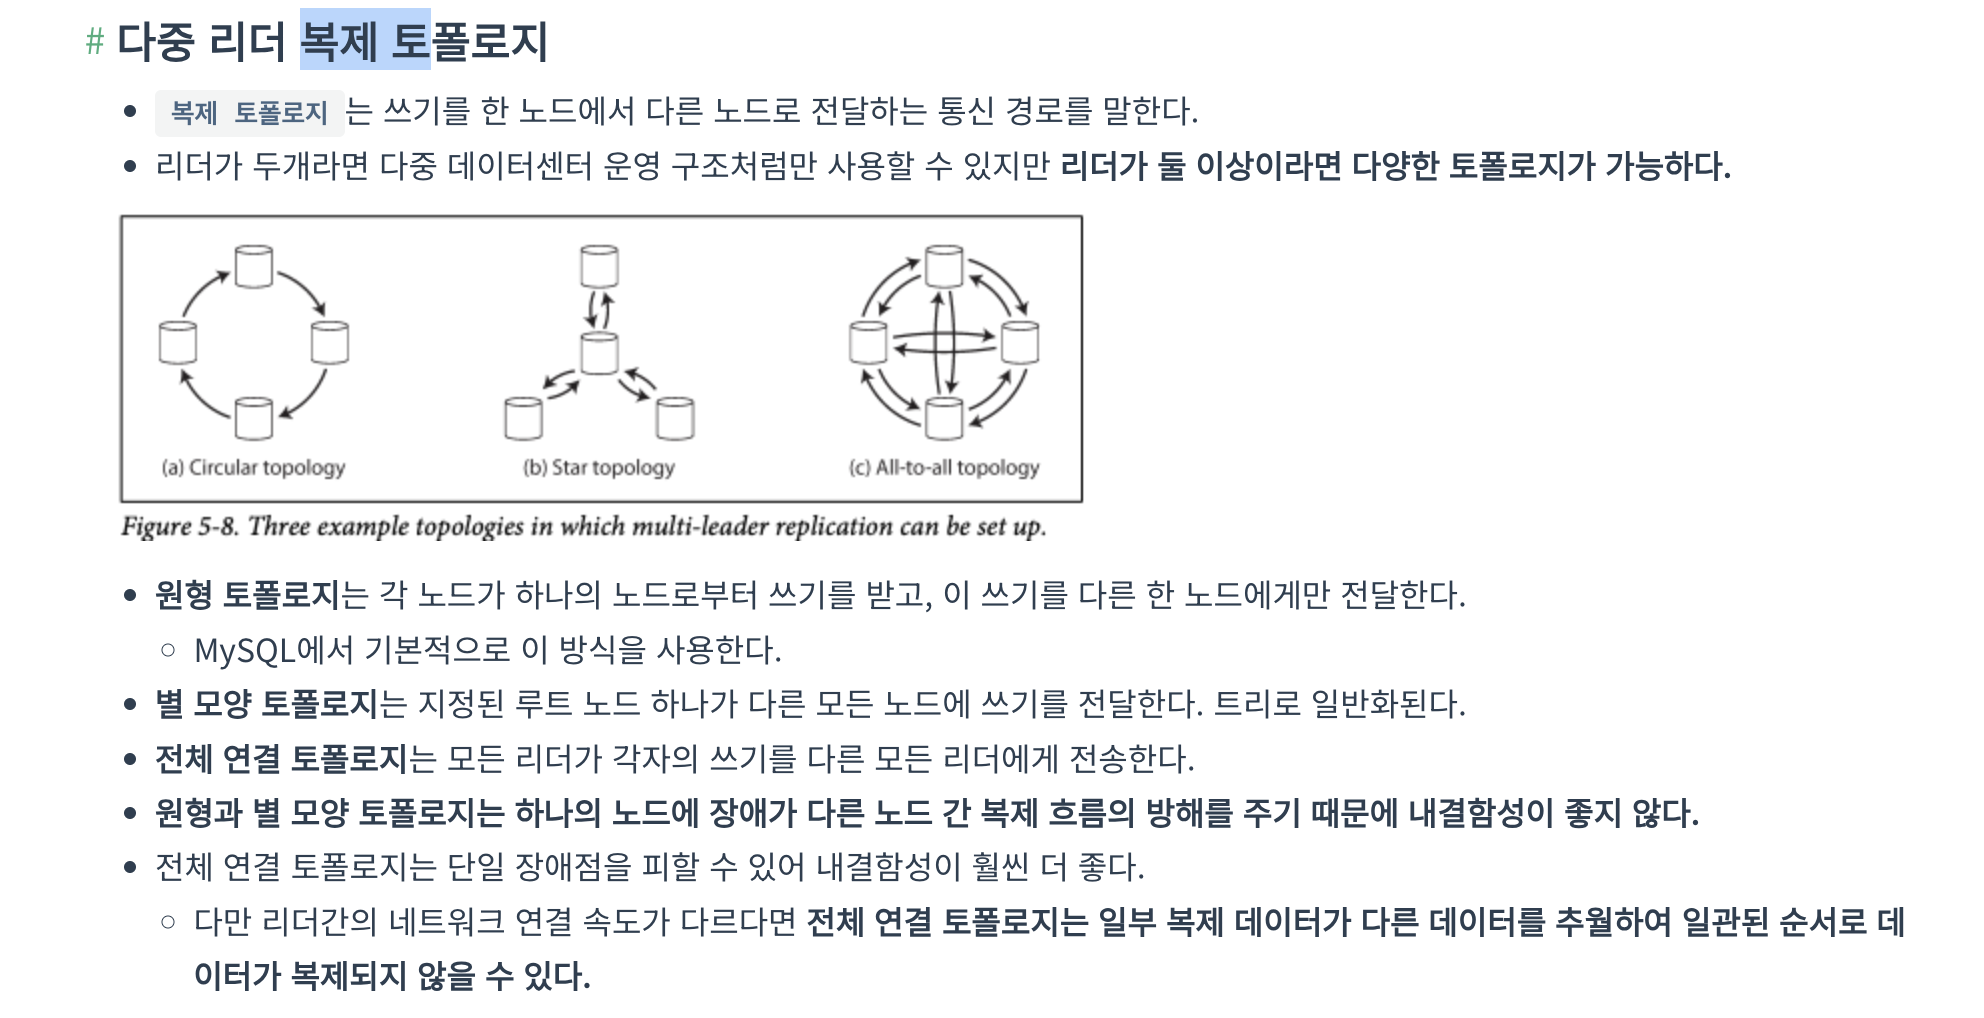 # 다중 리더 복제 토폴로지
복제 토폴로지는 쓰기를 한 노드에서 다른 노드로 전달하는 통신 경로를 말한다.
리더가 두개라면 다중 데이터센터 운영 구조처럼만 사용할 수 있지만 리더가 둘 이상이라면 다양한 토폴로지가 가능하다.
(a) Circular topology
(b) Star topology
(c) All-to-all topology
Figure 5-8. Three example topologies in which multi-leader replication can be set up.
원형 토폴로지는 각 노드가 하나의 노드로부터 쓰기를 받고, 이 쓰기를 다른 한 노드에게만 전달한다.
MySQL에서 기본적으로 이 방식을 사용한다.
별 모양 토폴로지는 지정된 루트 노드 하나가 다른 모든 노드에 쓰기를 전달한다. 트리로 일반화된다.
전체 연결 토폴로지는 모든 리더가 각자의 쓰기를 다른 모든 리더에게 전송한다.
원형과 별 모양 토폴로지는 하나의 노드에 장애가 다른 노드 간 복제 흐름의 방해를 주기 때문에 내결함성이 좋지 않다.
전체 연결 토폴로지는 단일 장애점을 피할 수 있어 내결함성이 훨씬 더 좋다.
다만 리더간의 네트워크 연결 속도가 다르다면 전체 연결 토폴로지는 일부 복제 데이터가 다른 데이터를 추월하여 일관된 순서로 데
이터가 복제되지 않을 수 있다.